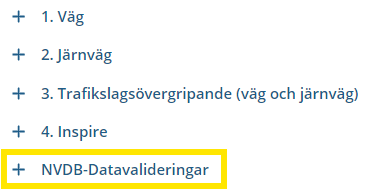 1. Väg
2. Järnväg
3. Trafikslagsövergripande (väg och järnväg)
4. Inspire
NVDB-Datavalideringar